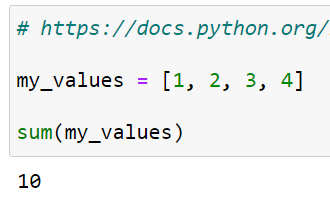 # https://docs.python.org/
my_values = [1, 2, 3, 4]
sum(my_values)
10